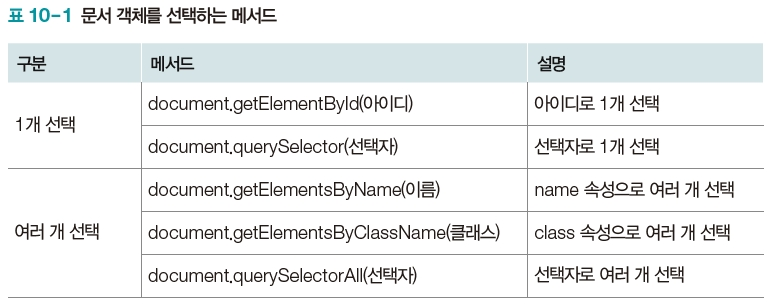 표 10-1 문서 객체를 선택하는 메서드
구분 메서드 설명
1개 선택 document.getElementById(아이디) 아이디로 1개 선택
document.querySelector(선택자) 선택자로 1개 선택
여러 개 선택 document.getElementsByName(이름) name 속성으로 여러 개 선택
document.getElementsByClassName(클래스) class 속성으로 여러 개 선택
document.querySelectorAll(선택자) 선택자로 여러 개 선택